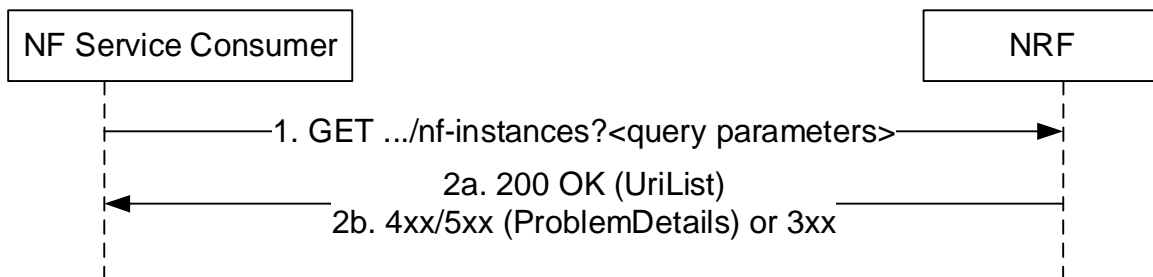 NF Service Consumer
NRF
1. GET .../nf-instances?<query parameters>
2a. 200 OK (UriList)
2b. 4xx/5xx (ProblemDetails) or 3xx